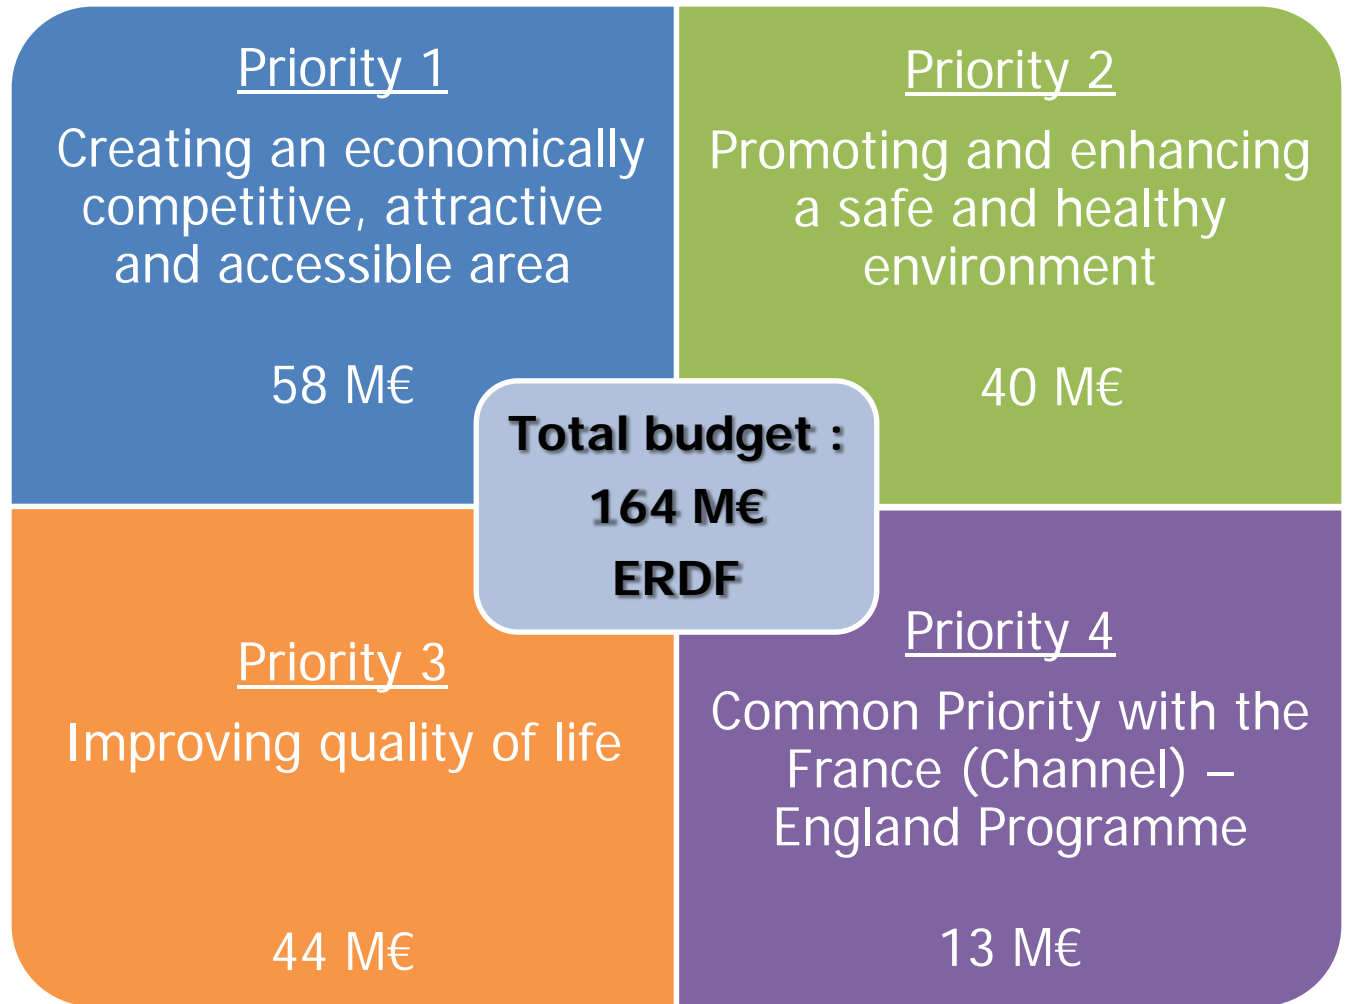 Priority 1
Creating an economically
competitive, attractive
and accessible area
58 M€
Priority 2
Promoting and enhancing
a safe and healthy
environment
40 M€
Total budget :
164 M€
ERDF
Priority 3
Improving quality of life
44 M€
Priority 4
Common Priority with the
France (Channel) –
England Programme
13 M€